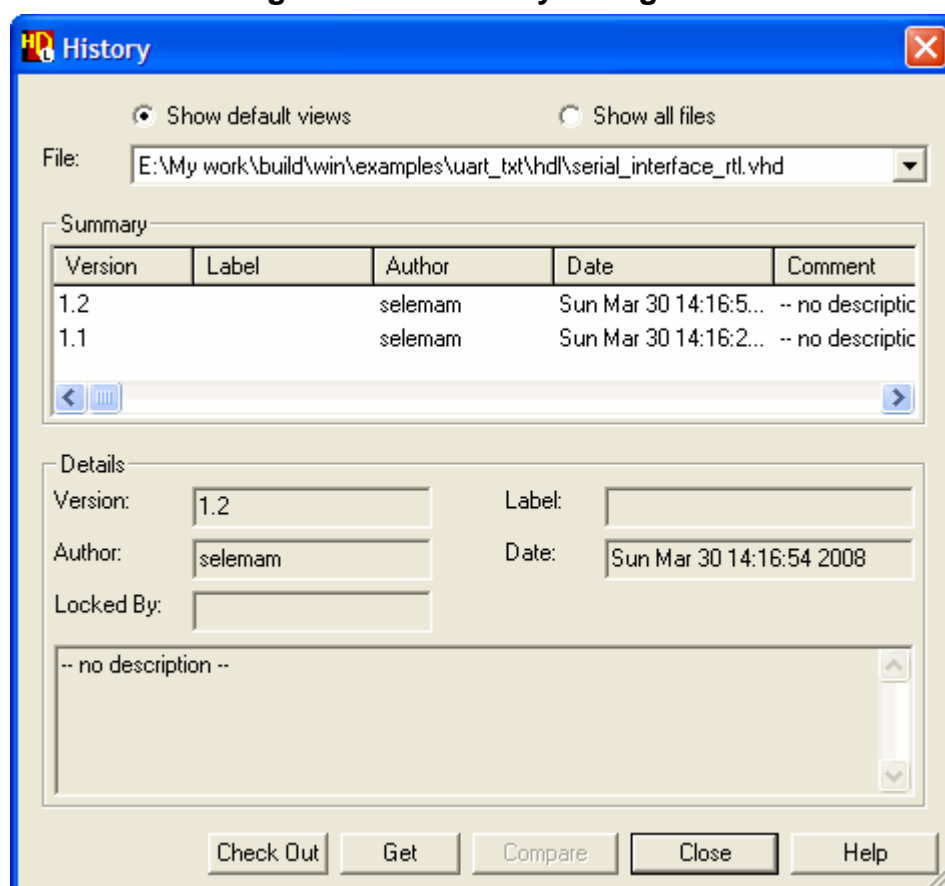 HDL History
Show default views Show all files
File: E:\My work\build\win\examples\uart_txt\hdl\serial_interface_rtl.vhd
Summary
Version Label Author Date Comment
1.2 selemam Sun Mar 30 14:16:5... -- no descriptic
1.1 selemam Sun Mar 30 14:16:2... -- no descriptic
Details
Version: 1.2 Label:
Author: selemam Date: Sun Mar 30 14:16:54 2008
Locked By:
-- no description --
Check Out Get Compare Close Help